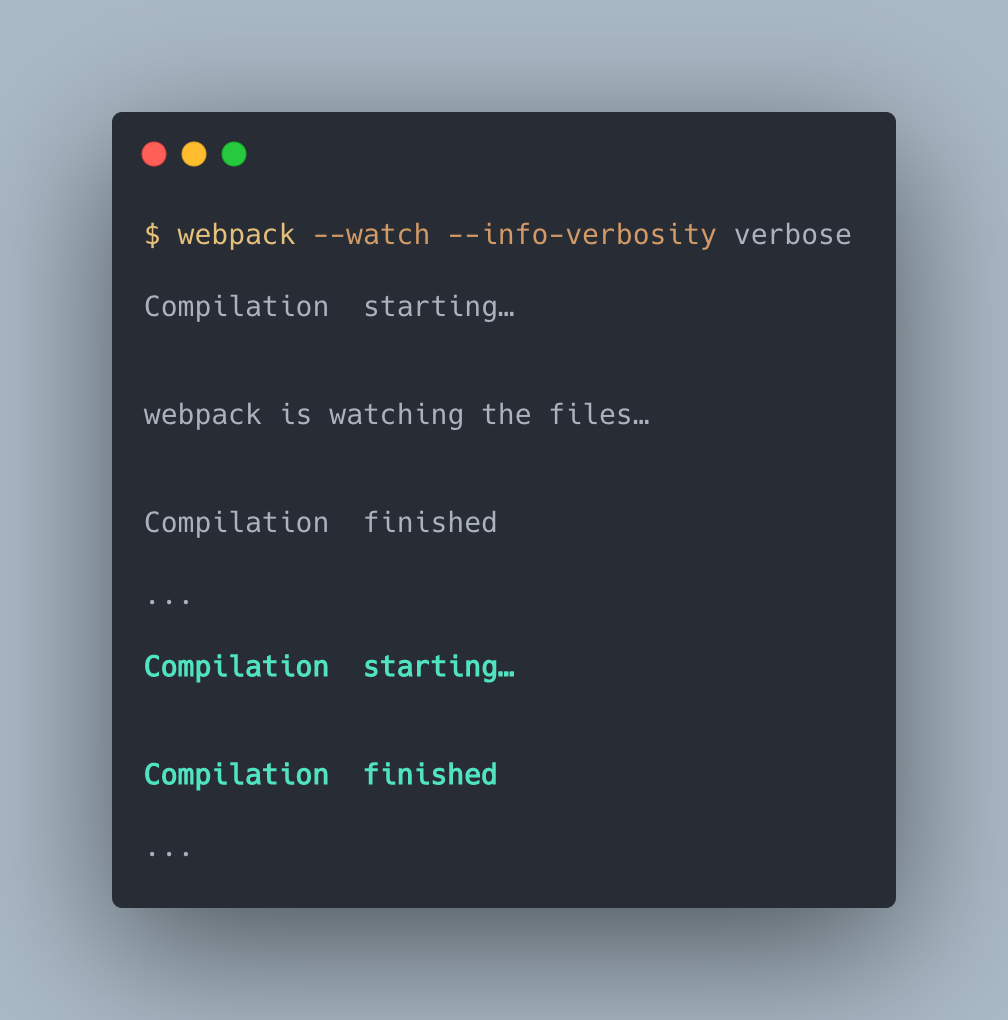 $ webpack --watch --info-verbosity verbose
Compilation  starting…
webpack is watching the files…
Compilation  finished
...
Compilation  starting…
Compilation  finished
...